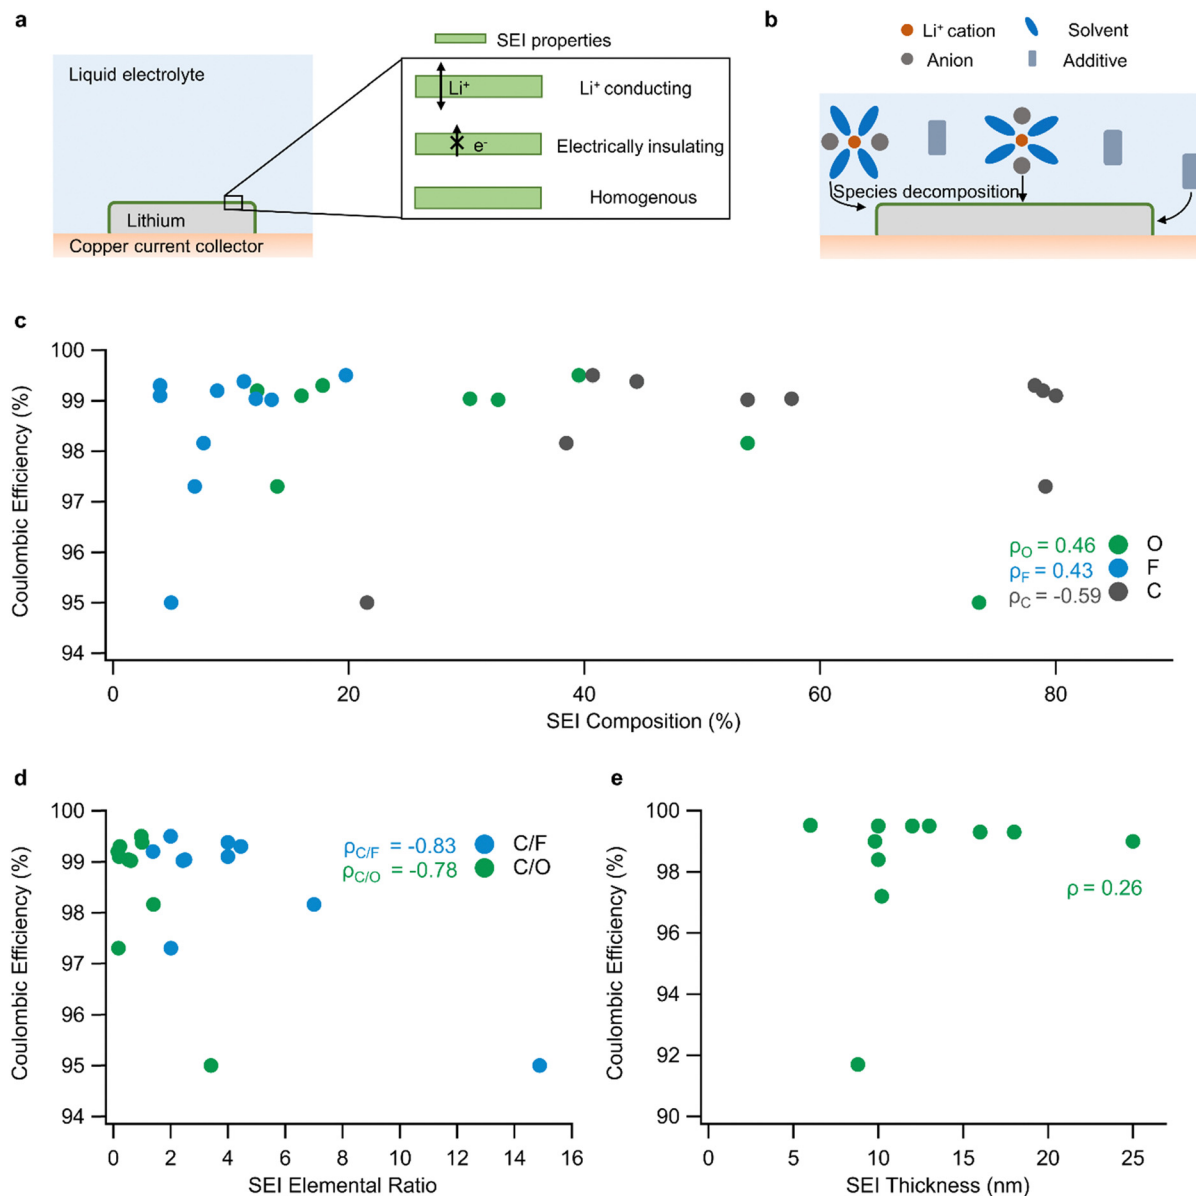 a
SEI properties
Liquid electrolyte
Li⁺
Li⁺ conducting
e⁻
Electrically insulating
Homogenous
Lithium
Copper current collector
b
Li⁺ cation
Solvent
Anion
Additive
Species decomposition
c
Coulombic Efficiency (%)
100
99
98
97
96
95
94
ρO = 0.46
O
ρF = 0.43
F
ρC = -0.59
C
0 20 40 60 80
SEI Composition (%)
d
Coulombic Efficiency (%)
100
99
98
97
96
95
94
ρC/F = -0.83
C/F
ρC/O = -0.78
C/O
0 2 4 6 8 10 12 14 16
SEI Elemental Ratio
e
Coulombic Efficiency (%)
100
98
96
94
92
90
ρ = 0.26
0 5 10 15 20 25
SEI Thickness (nm)